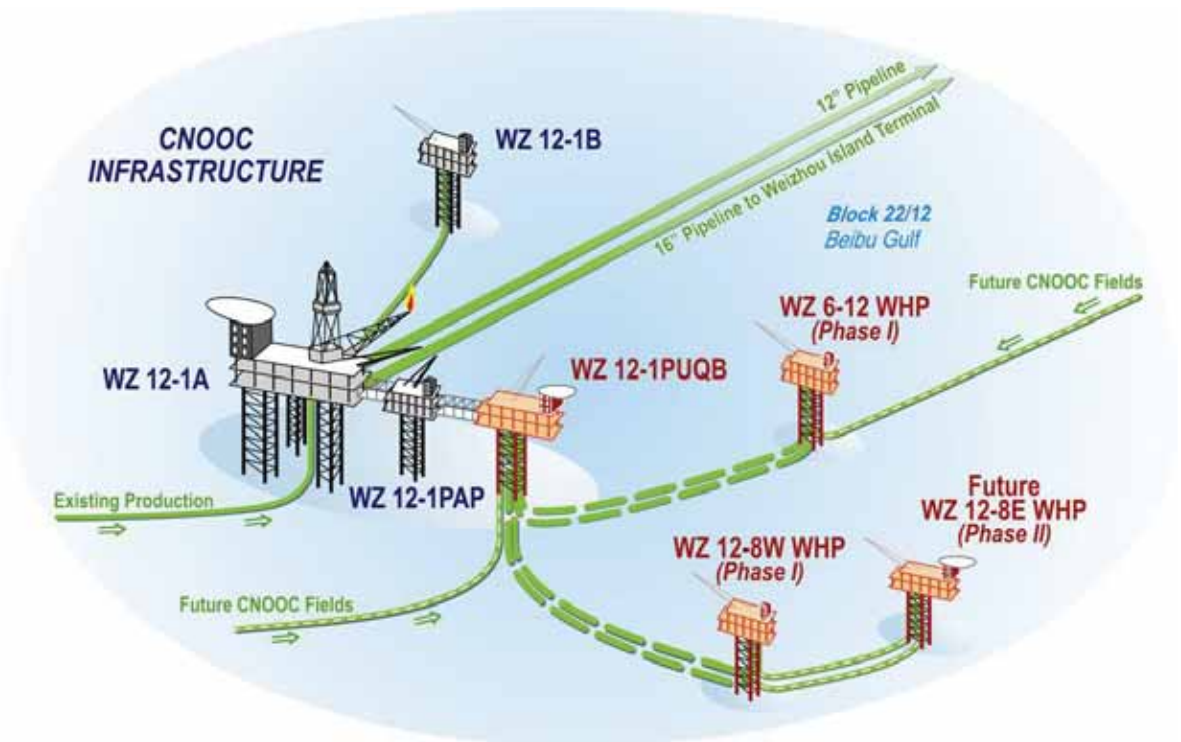 12" Pipeline
16" Pipeline to Weizhou Island Terminal
CNOOC
INFRASTRUCTURE
WZ 12-1B
Block 22/12
Beibu Gulf
Future CNOOC Fields
WZ 6-12 WHP
(Phase I)
WZ 12-1A
WZ 12-1PUQB
WZ 12-1PAP
Existing Production
Future
WZ 12-8E WHP
(Phase II)
WZ 12-8W WHP
(Phase I)
Future CNOOC Fields